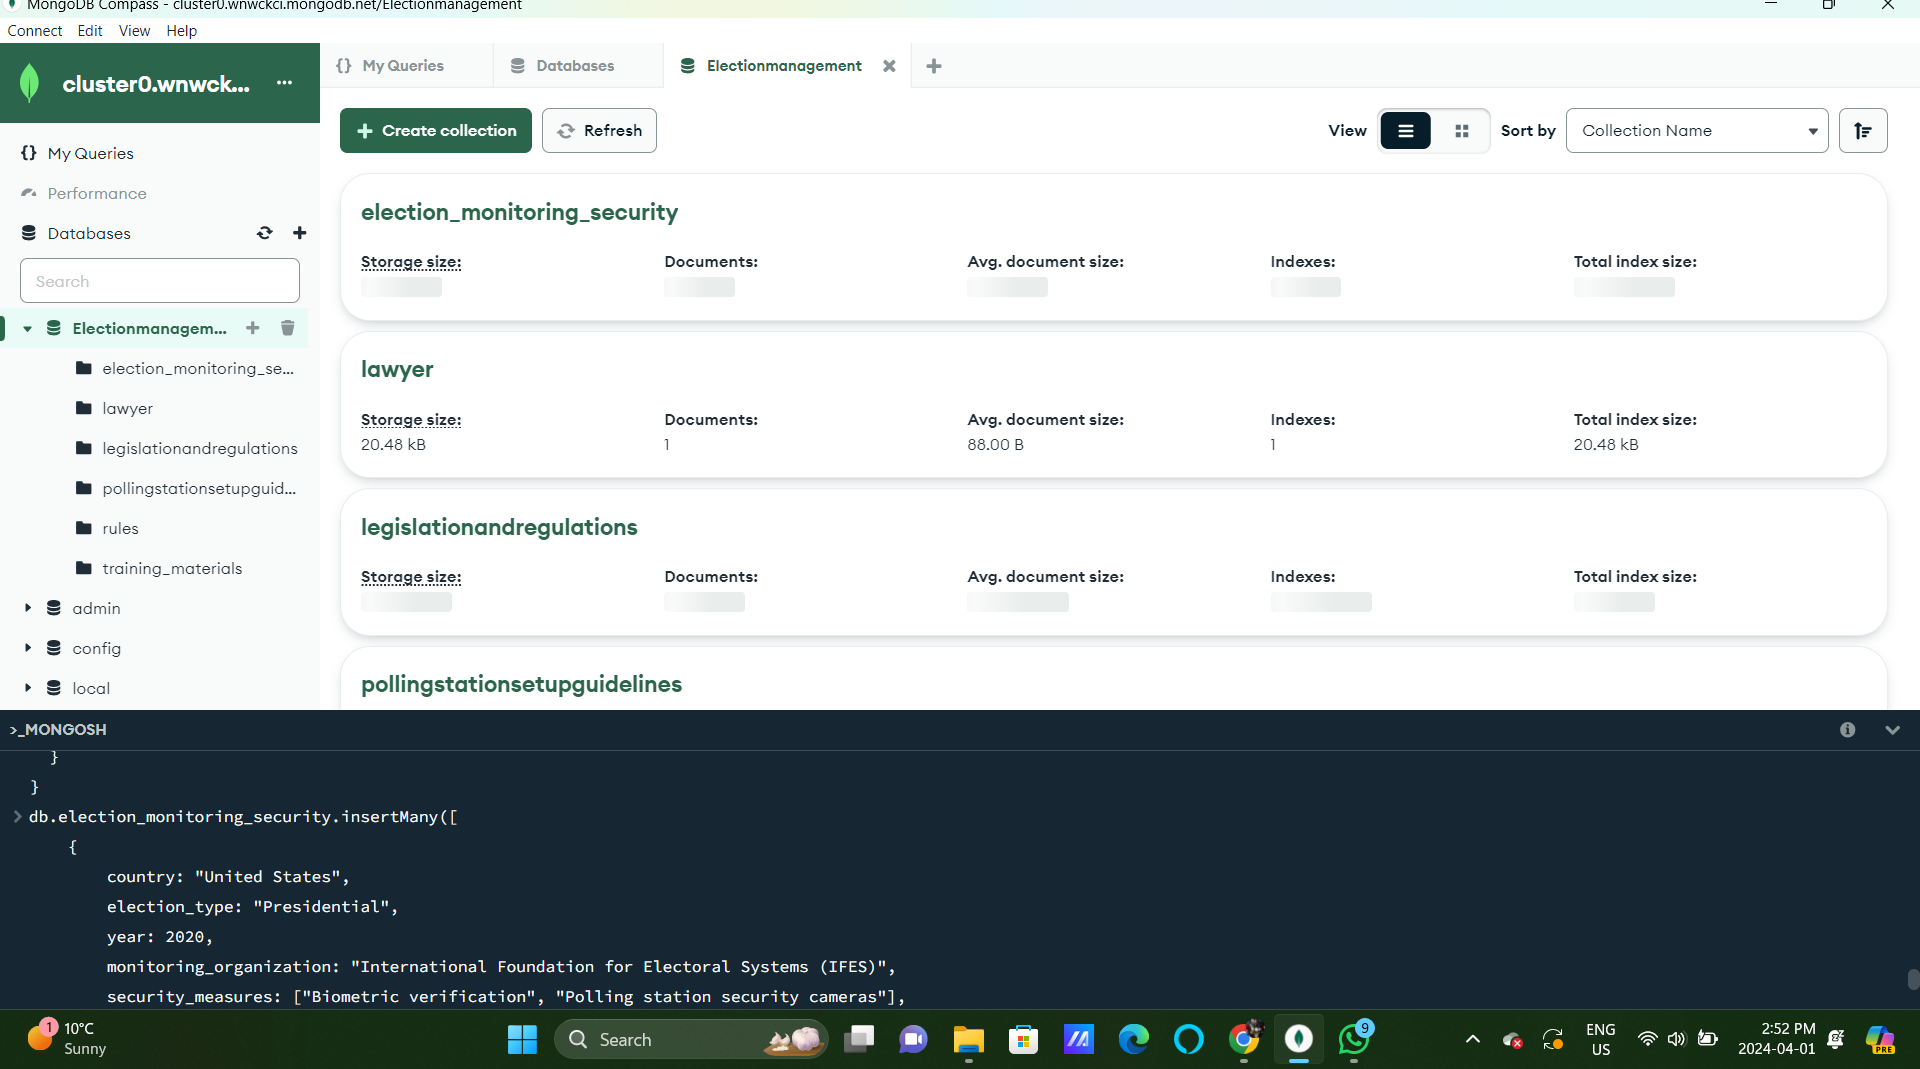 MongoDB Compass - cluster0.wnwckci.mongodb.net/Electionmanagement
Connect Edit View Help
cluster0.wnwck... ...
{} My Queries
Databases
Electionmanagement
Create collection
Refresh
View
Sort by
Collection Name
{} My Queries
Performance
Databases
Search
Electionmanagem...
election_monitoring_se...
lawyer
legislationandregulations
pollingstationsetupguid...
rules
training_materials
admin
config
local
election_monitoring_security
Storage size: Documents: Avg. document size: Indexes: Total index size:
lawyer
Storage size: Documents: Avg. document size: Indexes: Total index size:
20.48 kB 1 88.00 B 1 20.48 kB
legislationandregulations
Storage size: Documents: Avg. document size: Indexes: Total index size:
pollingstationsetupguidelines
>_MONGOSH
}
}
> db.election_monitoring_security.insertMany([
{
country: "United States",
election_type: "Presidential",
year: 2020,
monitoring_organization: "International Foundation for Electoral Systems (IFES)",
security_measures: ["Biometric verification", "Polling station security cameras"],
1
10°C
Sunny
Search
9
ENG
US
2:52 PM
2024-04-01
PRE